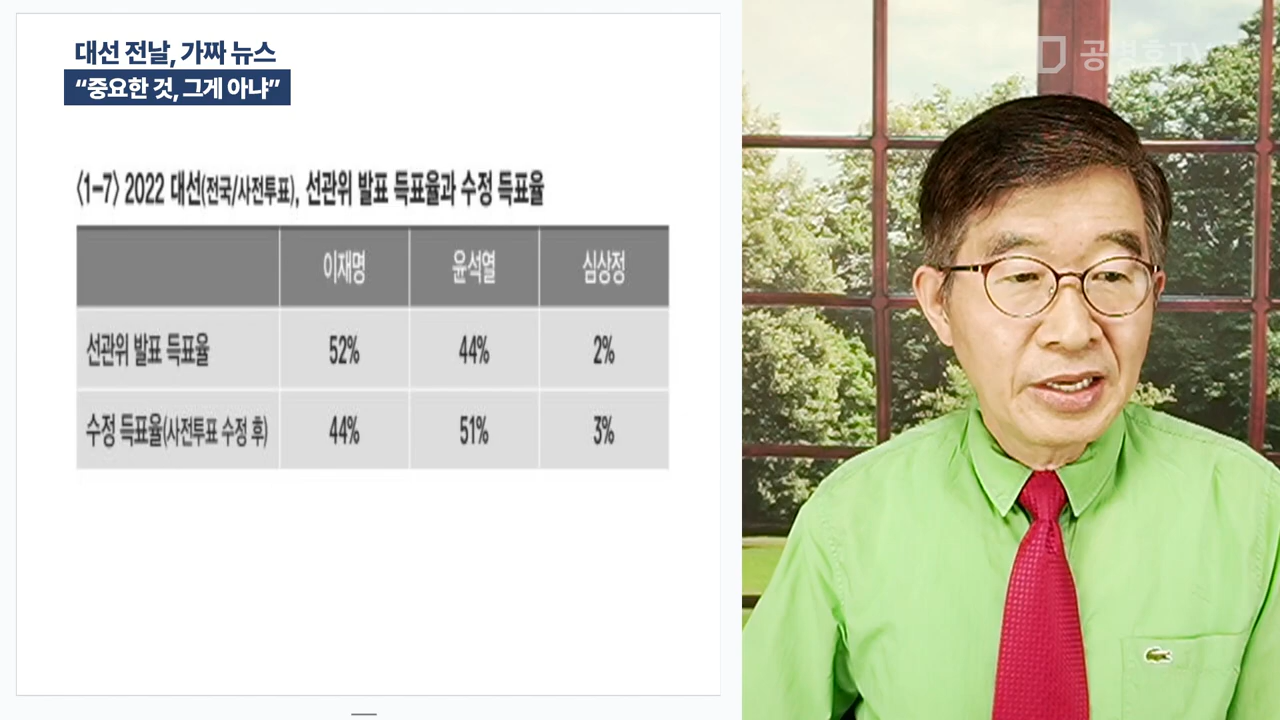 대선 전날, 가짜 뉴스
“중요한 것, 그게 아냐”
공병호TV
〈1-7〉 2022 대선(전국/사전투표), 선관위 발표 득표율과 수정 득표율
이재명 윤석열 심상정
선관위 발표 득표율 52% 44% 2%
수정 득표율(사전투표 수정 후) 44% 51% 3%